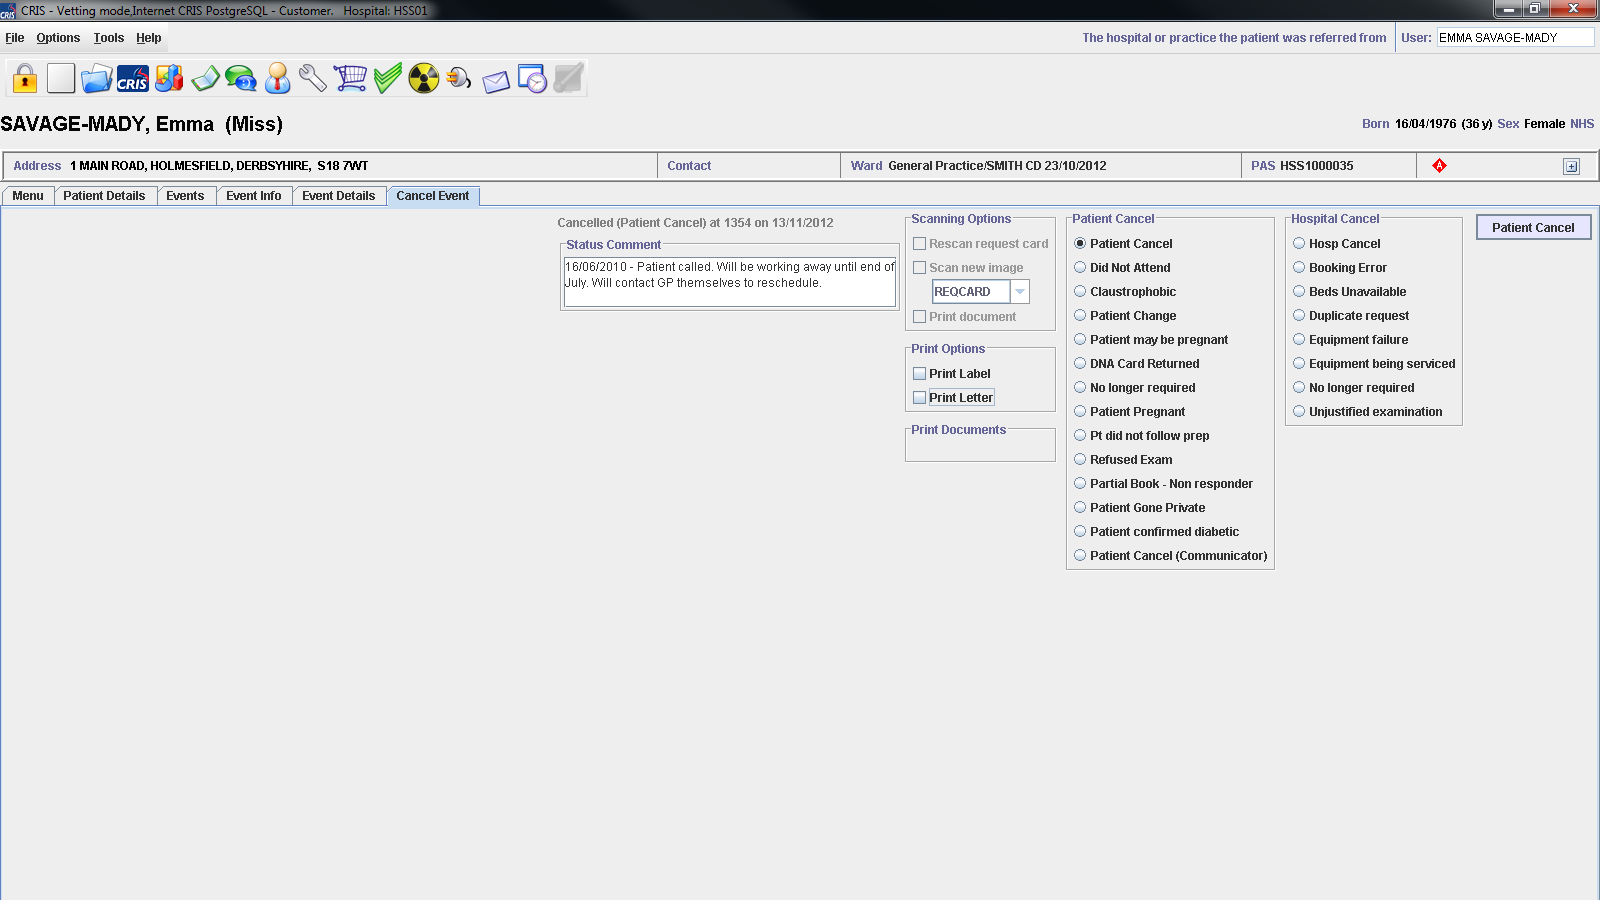 CRIS - Vetting mode,Internet CRIS PostgreSQL - Customer. Hospital: HSS01
File Options Tools Help
The hospital or practice the patient was referred from
User: EMMA SAVAGE-MADY
CRIS
SAVAGE-MADY, Emma (Miss)
Born 16/04/1976 (36 y) Sex Female NHS
Address 1 MAIN ROAD, HOLMESFIELD, DERBSYHIRE, S18 7WT
Contact
Ward General Practice/SMITH CD 23/10/2012
PAS HSS1000035
A
Menu Patient Details Events Event Info Event Details Cancel Event
Cancelled (Patient Cancel) at 1354 on 13/11/2012
Status Comment
16/06/2010 - Patient called. Will be working away until end of
July. Will contact GP themselves to reschedule.
Scanning Options
Rescan request card
Scan new image
REQCARD
Print document
Print Options
Print Label
Print Letter
Print Documents
Patient Cancel
Patient Cancel
Did Not Attend
Claustrophobic
Patient Change
Patient may be pregnant
DNA Card Returned
No longer required
Patient Pregnant
Pt did not follow prep
Refused Exam
Partial Book - Non responder
Patient Gone Private
Patient confirmed diabetic
Patient Cancel (Communicator)
Hospital Cancel
Hosp Cancel
Booking Error
Beds Unavailable
Duplicate request
Equipment failure
Equipment being serviced
No longer required
Unjustified examination
Patient Cancel